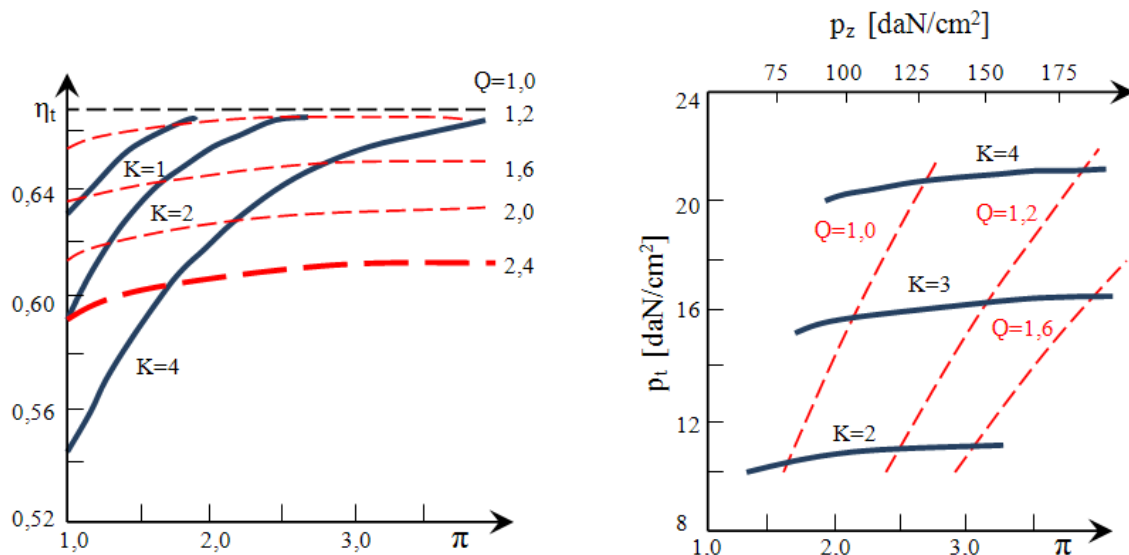 Q=1,0
ηt
1,2
K=1
1,6
0,64
K=2
2,0
2,4
0,60
K=4
0,56
0,52
1,0
2,0
3,0
π
pz [daN/cm²]
75
100
125
150
175
24
K=4
20
Q=1,0
Q=1,2
K=3
16
Q=1,6
pt [daN/cm²]
K=2
12
8
1,0
2,0
3,0
π